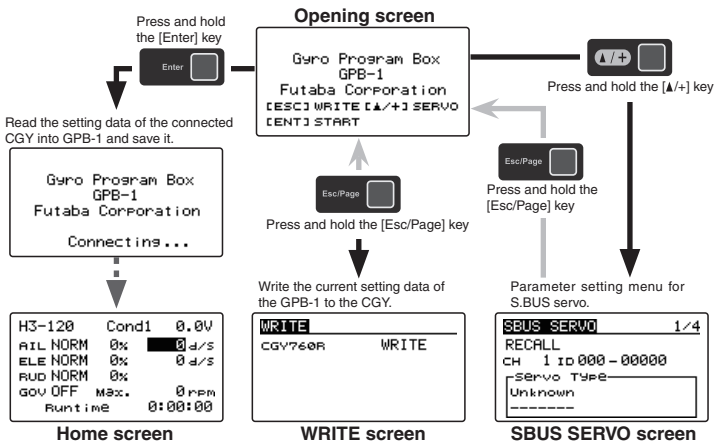 Opening screen
Press and hold
the [Enter] key
Enter
Gyro Program Box
GPB-1
Futaba Corporation
[ESC] WRITE [▲/+] SERVO
[ENT] START
▲/+
Press and hold the [▲/+] key
Read the setting data of the connected
CGY into GPB-1 and save it.
Gyro Program Box
GPB-1
Futaba Corporation
Connecting...
Esc/Page
Press and hold the [Esc/Page] key
Esc/Page
Press and hold the
[Esc/Page] key
Write the current setting data of
the GPB-1 to the CGY.
Parameter setting menu for
S.BUS servo.
H3-120 Cond1 0.0V
AIL NORM 0% 0 d/s
ELE NORM 0% 0 d/s
RUD NORM 0%
GOV OFF Max. 0 rpm
Runtime 0:00:00
Home screen
WRITE
CGY760R WRITE
WRITE screen
SBUS SERVO 1/4
RECALL
CH 1 ID 000-00000
Servo Type
Unknown
-------
SBUS SERVO screen